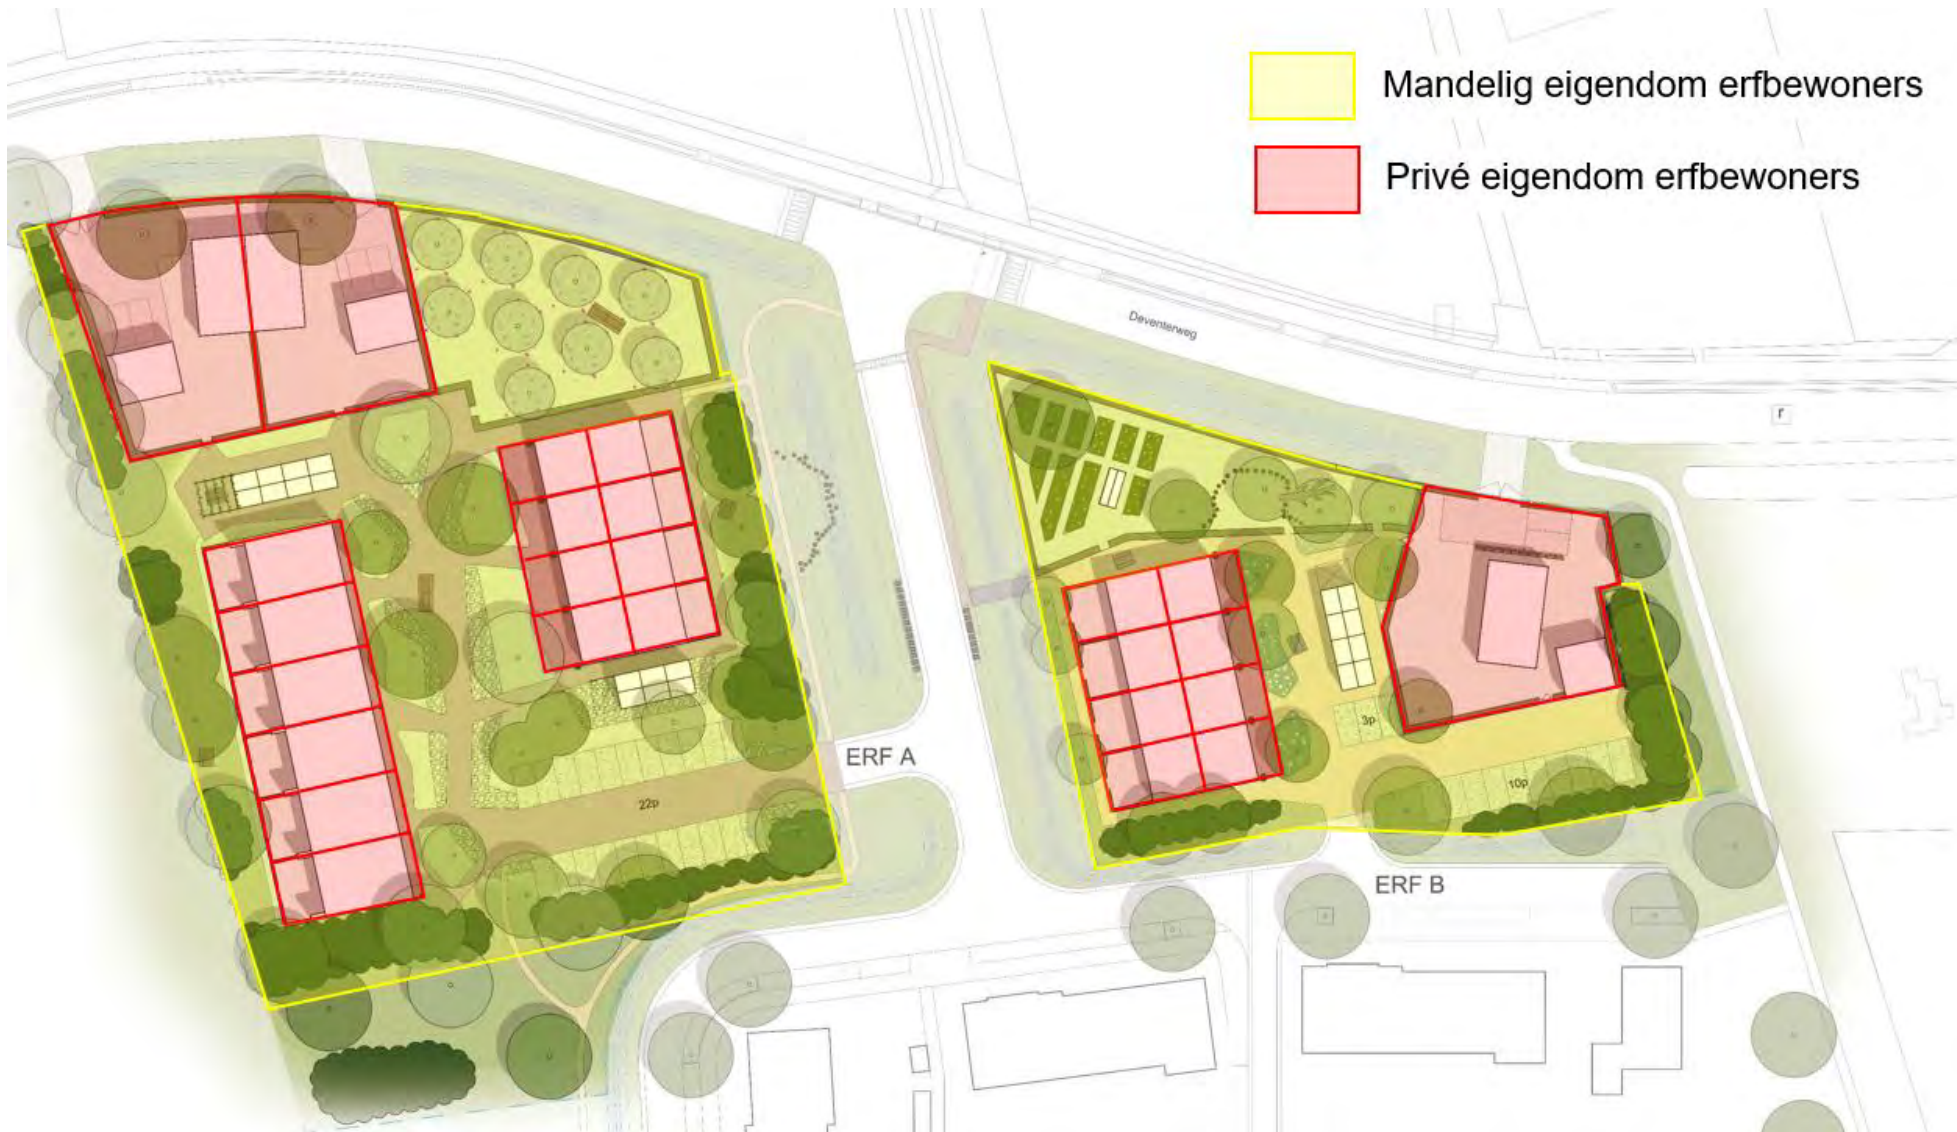 Mandelig eigendom erfbewoners
Privé eigendom erfbewoners
Deventerweg
r
ERF A
3p
10p
22p
ERF B